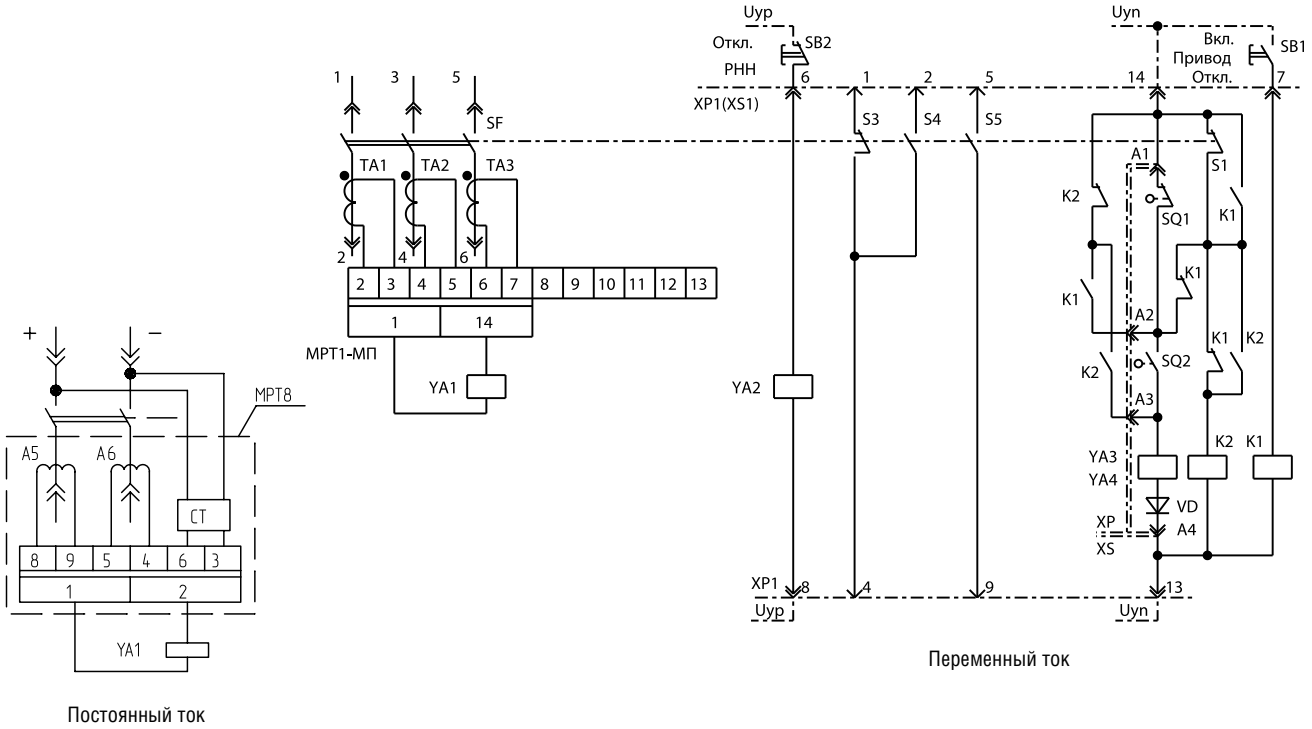 Uyp
Uyn
Откл.
SB2
Вкл.
SB1
РНН
Привод
6
1
2
5
14
Откл.
7
1
3
5
XP1(XS1)
SF
S3
S4
S5
TA1
TA2
TA3
A1
S1
K2
SQ1
K1
2
4
6
2
3
4
5
6
7
8
9
10
11
12
13
K1
K1
1
14
A2
+
−
МРТ1-МП
YA1
YA2
K2
SQ2
K1
K2
МРТ8
A3
A5
A6
YA3
K2
K1
YA4
СТ
VD
XP
A4
XS
8
9
5
4
6
3
1
2
XP1
8
4
9
13
Uyp
Uyn
YA1
Переменный ток
Постоянный ток